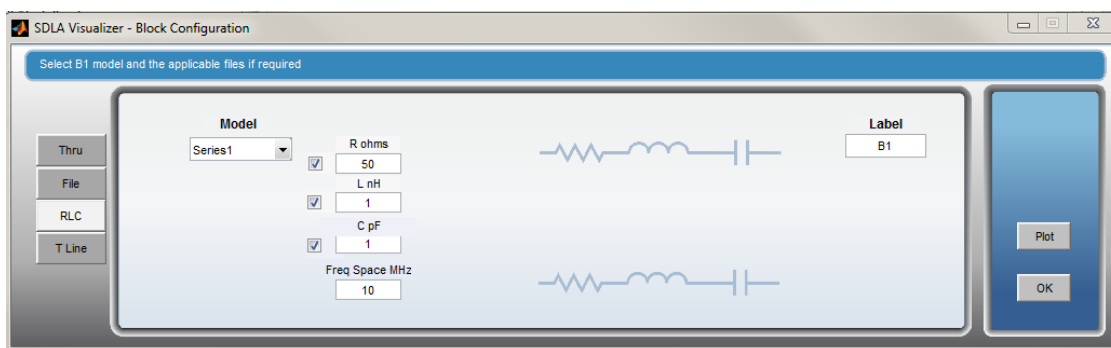 SDLA Visualizer - Block Configuration
Select B1 model and the applicable files if required
Thru
File
RLC
T Line
Model
Series1
R ohms
50
L nH
1
C pF
1
Freq Space MHz
10
Label
B1
Plot
OK